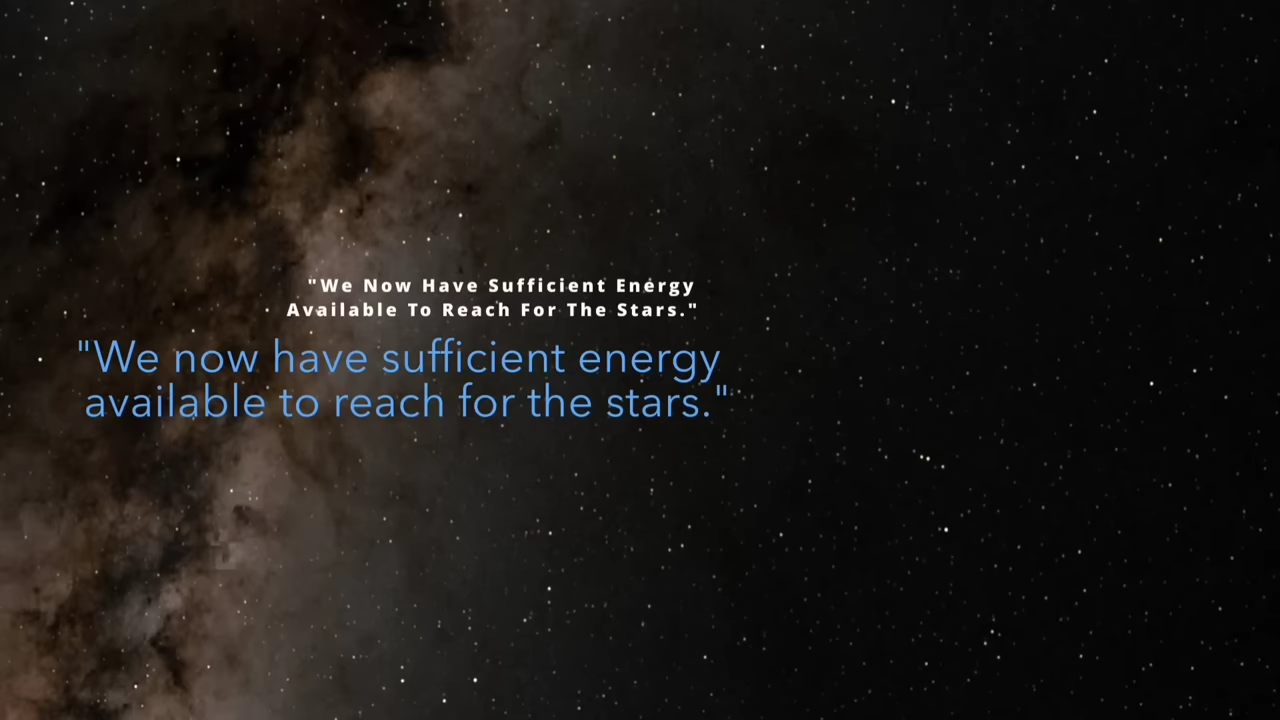 "We Now Have Sufficient Energy
Available To Reach For The Stars."
"We now have sufficient energy
available to reach for the stars."